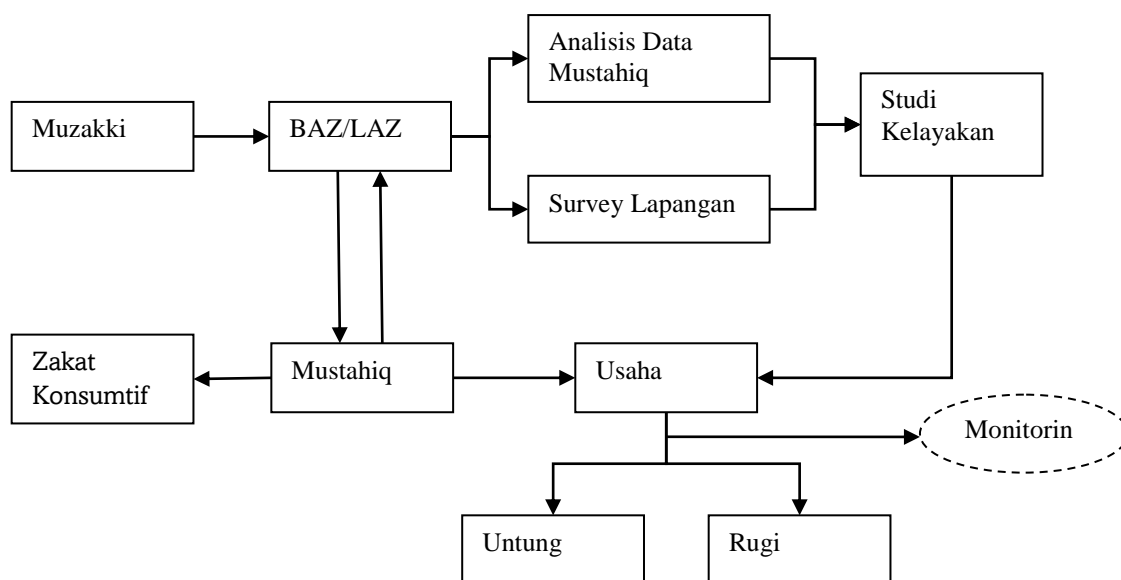 Analisis Data
Mustahiq
Studi
Kelayakan
Muzakki
BAZ/LAZ
Survey Lapangan
Zakat
Konsumtif
Mustahiq
Usaha
Monitorin
Untung
Rugi